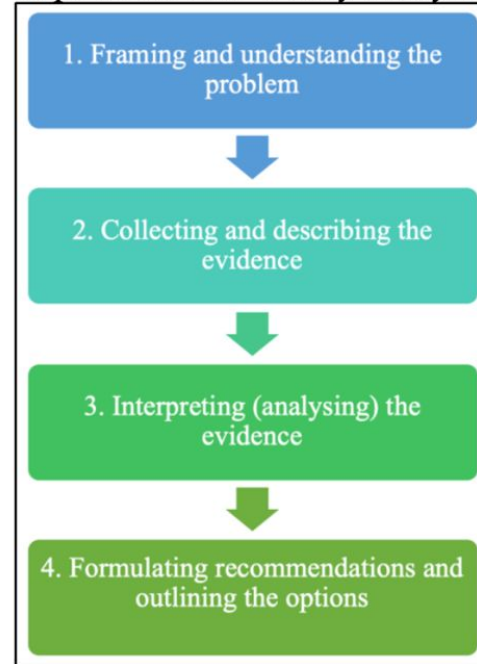 1. Framing and understanding the
problem
2. Collecting and describing the
evidence
3. Interpreting (analysing) the
evidence
4. Formulating recommendations and
outlining the options